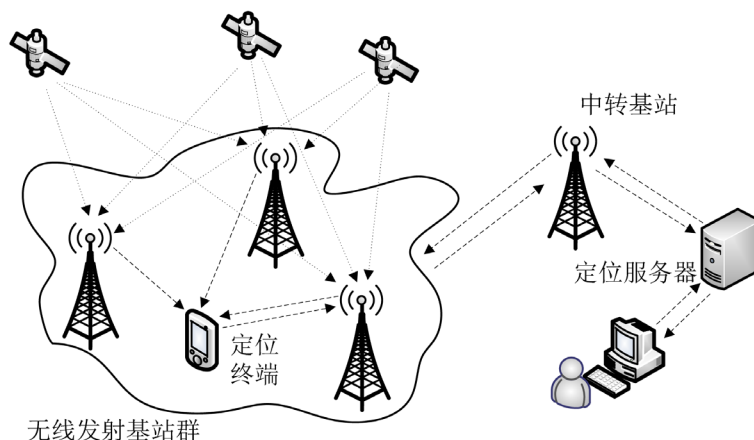 中转基站
定位服务器
定位
终端
无线发射基站群